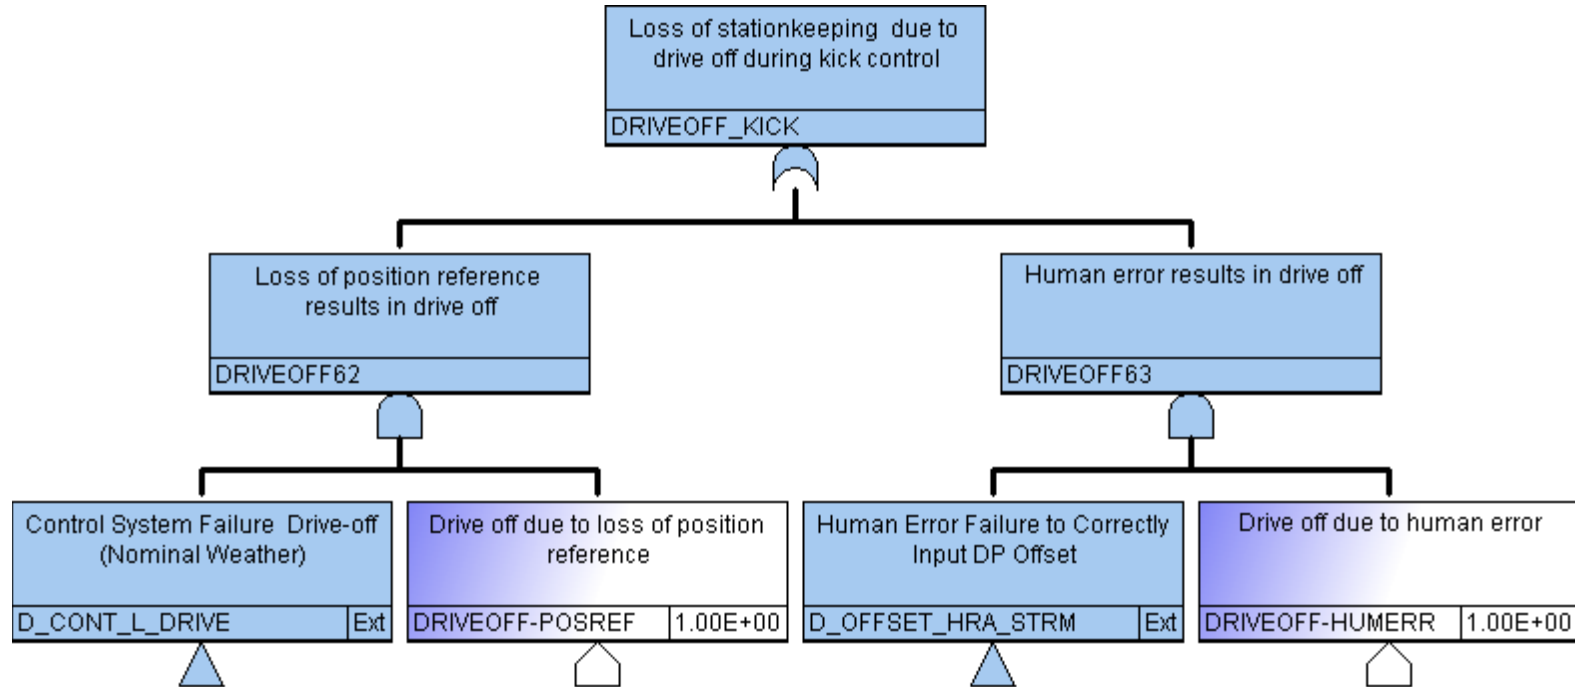 Loss of stationkeeping due to
drive off during kick control
DRIVEOFF_KICK
Loss of position reference
results in drive off
DRIVEOFF62
Human error results in drive off
DRIVEOFF63
Control System Failure Drive-off
(Nominal Weather)
D_CONT_L_DRIVE Ext
Drive off due to loss of position
reference
DRIVEOFF-POSREF 1.00E+00
Human Error Failure to Correctly
Input DP Offset
D_OFFSET_HRA_STRM Ext
Drive off due to human error
DRIVEOFF-HUMERR 1.00E+00